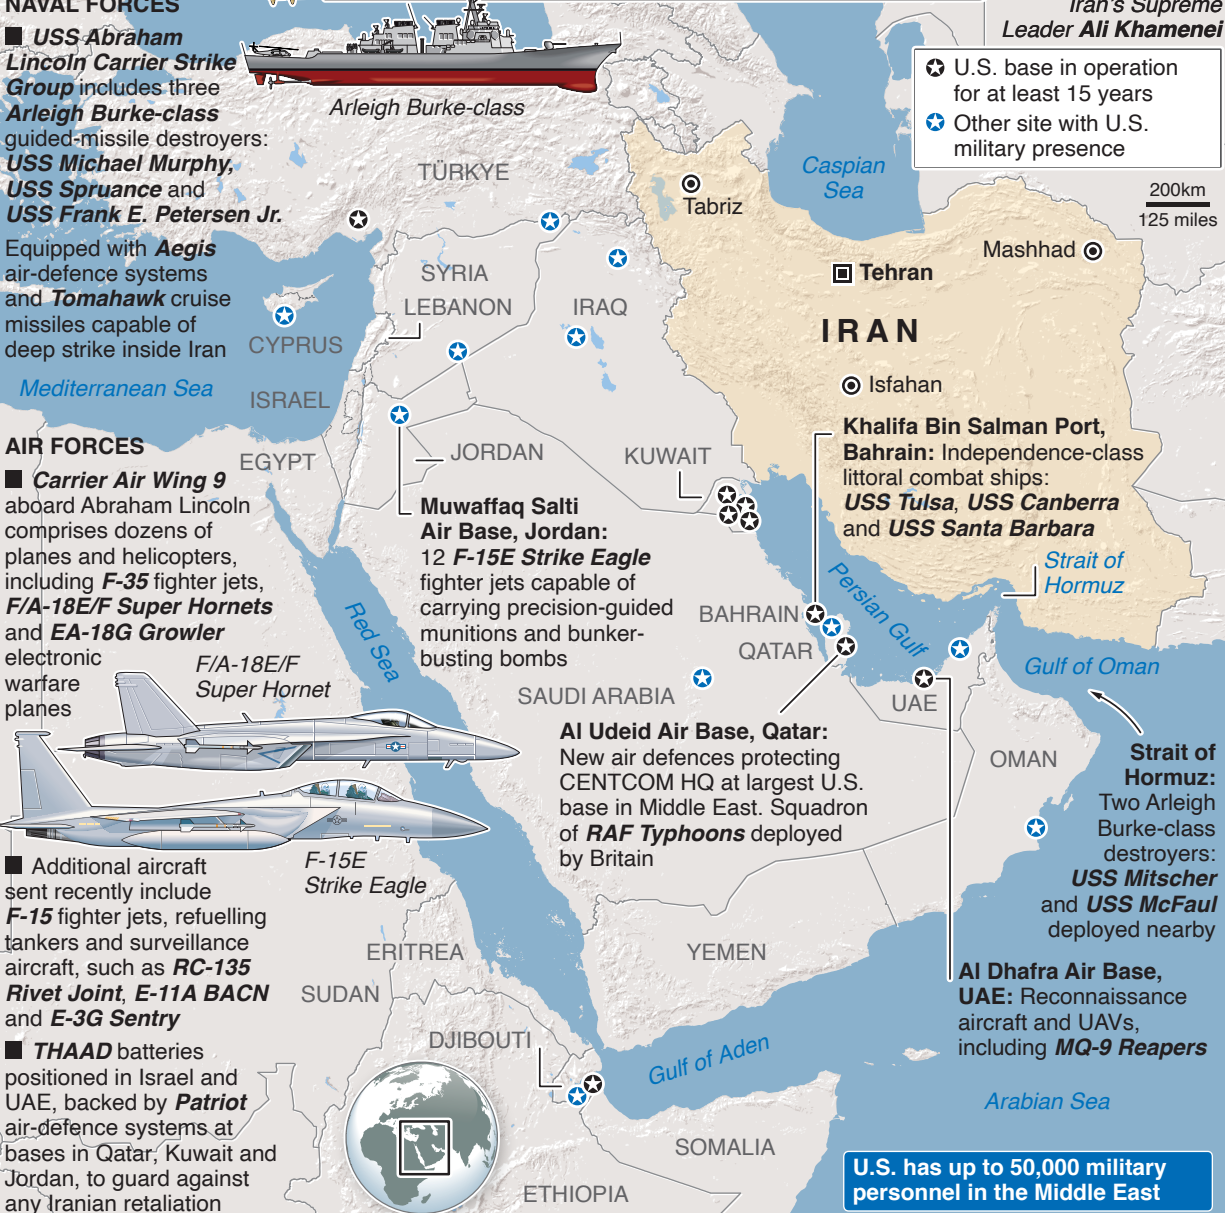 NAVAL FORCES
■ USS Abraham
Lincoln Carrier Strike
Group includes three
Arleigh Burke-class
guided-missile destroyers:
USS Michael Murphy,
USS Spruance and
USS Frank E. Petersen Jr.
Equipped with Aegis
air-defence systems
and Tomahawk cruise
missiles capable of
deep strike inside Iran
Arleigh Burke-class
Iran's Supreme
Leader Ali Khamenei
U.S. base in operation
for at least 15 years
Other site with U.S.
military presence
200km
125 miles
Caspian
Sea
TÜRKYE
Tabriz
Mashhad
Tehran
SYRIA
LEBANON
IRAQ
IRAN
CYPRUS
Isfahan
Mediterranean Sea
ISRAEL
JORDAN
KUWAIT
EGYPT
Khalifa Bin Salman Port,
Bahrain: Independence-class
littoral combat ships:
USS Tulsa, USS Canberra
and USS Santa Barbara
AIR FORCES
■ Carrier Air Wing 9
aboard Abraham Lincoln
comprises dozens of
planes and helicopters,
including F-35 fighter jets,
F/A-18E/F Super Hornets
and EA-18G Growler
electronic
warfare
planes
F/A-18E/F
Super Hornet
Muwaffaq Salti
Air Base, Jordan:
12 F-15E Strike Eagle
fighter jets capable of
carrying precision-guided
munitions and bunker-
busting bombs
Red Sea
Persian Gulf
Strait of
Hormuz
BAHRAIN
QATAR
SAUDI ARABIA
UAE
Gulf of Oman
OMAN
Al Udeid Air Base, Qatar:
New air defences protecting
CENTCOM HQ at largest U.S.
base in Middle East. Squadron
of RAF Typhoons deployed
by Britain
Strait of
Hormuz:
Two Arleigh
Burke-class
destroyers:
USS Mitscher
and USS McFaul
deployed nearby
F-15E
Strike Eagle
■ Additional aircraft
sent recently include
F-15 fighter jets, refuelling
tankers and surveillance
aircraft, such as RC-135
Rivet Joint, E-11A BACN
and E-3G Sentry
■ THAAD batteries
positioned in Israel and
UAE, backed by Patriot
air-defence systems at
bases in Qatar, Kuwait and
Jordan, to guard against
any Iranian retaliation
ERITREA
SUDAN
YEMEN
DJIBOUTI
Gulf of Aden
Al Dhafra Air Base,
UAE: Reconnaissance
aircraft and UAVs,
including MQ-9 Reapers
Arabian Sea
SOMALIA
ETHIOPIA
U.S. has up to 50,000 military
personnel in the Middle East